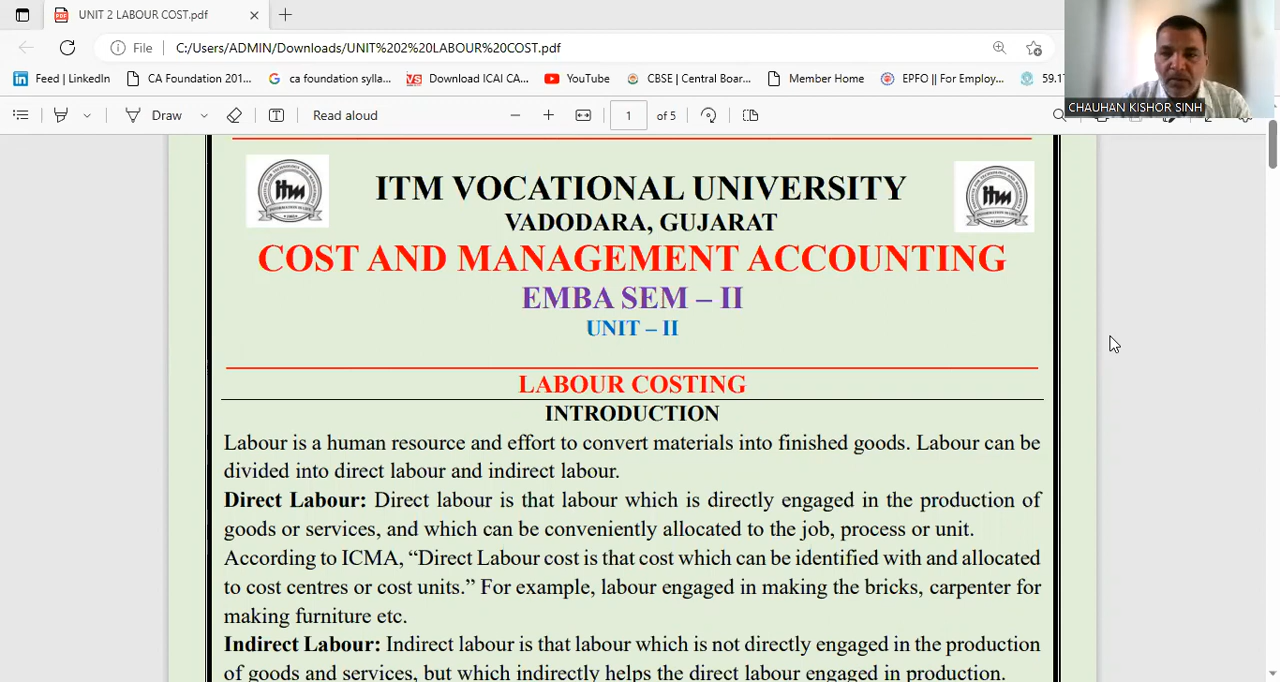 UNIT 2 LABOUR COST.pdf
File C:/Users/ADMIN/Downloads/UNIT%202%20LABOUR%20COST.pdf
Feed | LinkedIn CA Foundation 201... ca foundation sylla... Download ICAI CA... YouTube CBSE | Central Boar... Member Home EPFO || For Employ... 59.1
Draw Read aloud 1 of 5
CHAUHAN KISHOR SINH
itm ITM VOCATIONAL UNIVERSITY itm
VADODARA, GUJARAT
COST AND MANAGEMENT ACCOUNTING
EMBA SEM – II
UNIT – II
LABOUR COSTING
INTRODUCTION
Labour is a human resource and effort to convert materials into finished goods. Labour can be
divided into direct labour and indirect labour.
Direct Labour: Direct labour is that labour which is directly engaged in the production of
goods or services, and which can be conveniently allocated to the job, process or unit.
According to ICMA, “Direct Labour cost is that cost which can be identified with and allocated
to cost centres or cost units.” For example, labour engaged in making the bricks, carpenter for
making furniture etc.
Indirect Labour: Indirect labour is that labour which is not directly engaged in the production
of goods and services, but which indirectly helps the direct labour engaged in production.